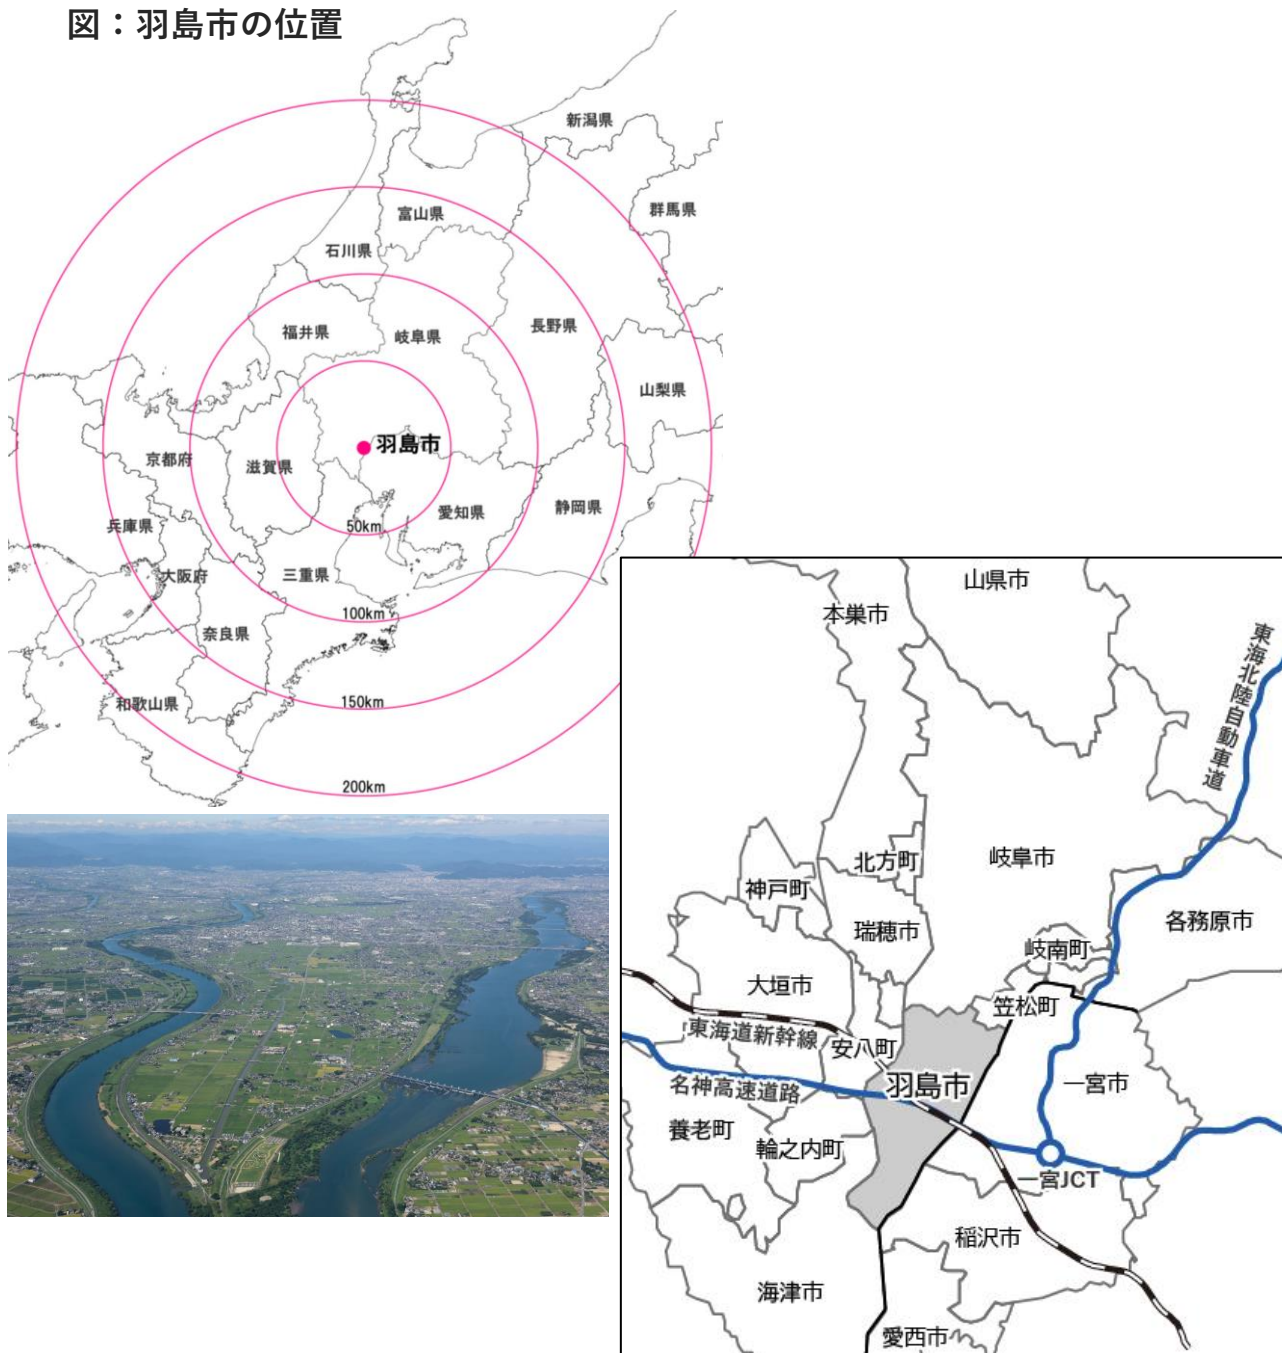 図：羽島市の位置
新潟県
群馬県
富山県
石川県
福井県
岐阜県
長野県
山梨県
羽島市
京都府
滋賀県
愛知県
静岡県
50km
兵庫県
大阪府
三重県
100km
奈良県
和歌山県
150km
200km
山県市
本巣市
東海北陸自動車道
北方町
岐阜市
神戸町
瑞穂市
各務原市
岐南町
大垣市
笠松町
東海道新幹線
安八町
羽島市
一宮市
名神高速道路
養老町
輪之内町
一宮JCT
稲沢市
海津市
愛西市